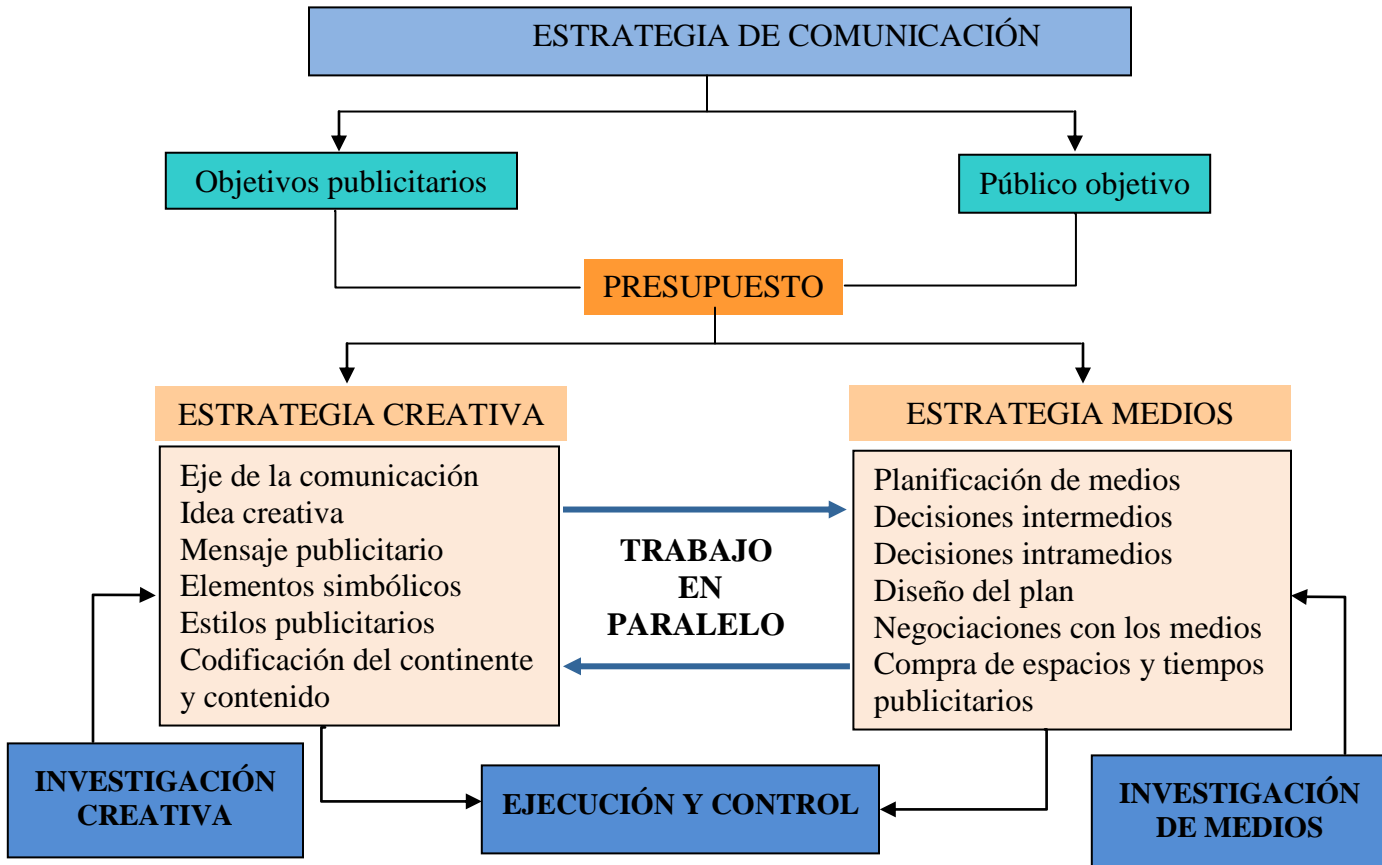 ESTRATEGIA DE COMUNICACIÓN
Objetivos publicitarios
Público objetivo
PRESUPUESTO
ESTRATEGIA CREATIVA
Eje de la comunicación
Idea creativa
Mensaje publicitario
Elementos simbólicos
Estilos publicitarios
Codificación del continente
y contenido
TRABAJO
EN
PARALELO
ESTRATEGIA MEDIOS
Planificación de medios
Decisiones intermedios
Decisiones intramedios
Diseño del plan
Negociaciones con los medios
Compra de espacios y tiempos
publicitarios
INVESTIGACIÓN
CREATIVA
EJECUCIÓN Y CONTROL
INVESTIGACIÓN
DE MEDIOS